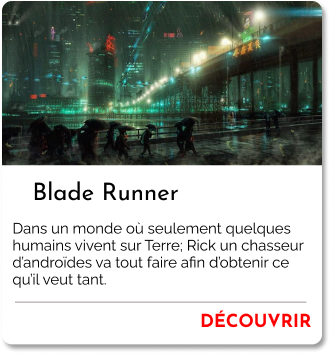 Blade Runner
Dans un monde où seulement quelques
humains vivent sur Terre; Rick un chasseur
d'androïdes va tout faire afin d'obtenir ce
qu'il veut tant.
DÉCOUVRIR